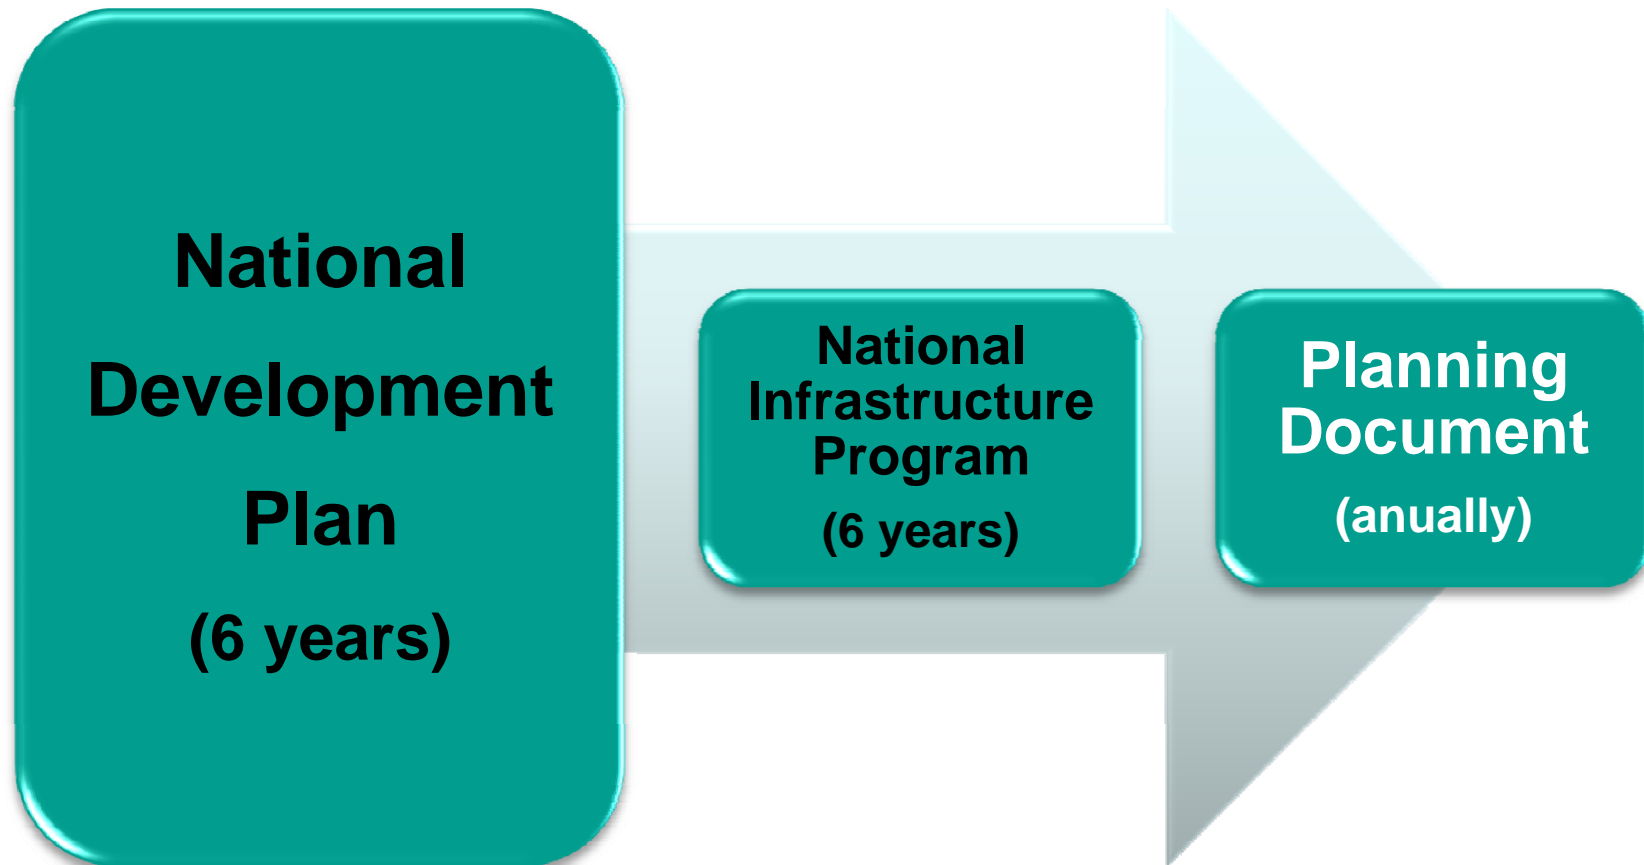 National
Development
Plan
(6 years)
National
Infrastructure
Program
(6 years)
Planning
Document
(anually)